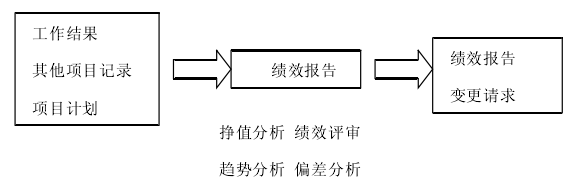 工作结果
其他项目记录
项目计划
绩效报告
挣值分析 绩效评审
趋势分析 偏差分析
绩效报告
变更请求